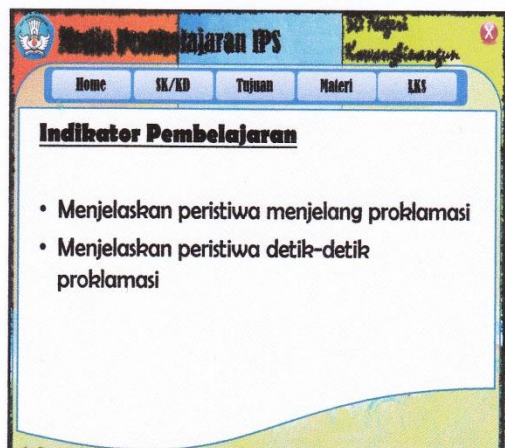 Media Pembelajaran IPS
SD Negeri
Home
SK/KD
Tujuan
Materi
LKS
Indikator Pembelajaran
• Menjelaskan peristiwa menjelang proklamasi
• Menjelaskan peristiwa detik-detik
proklamasi